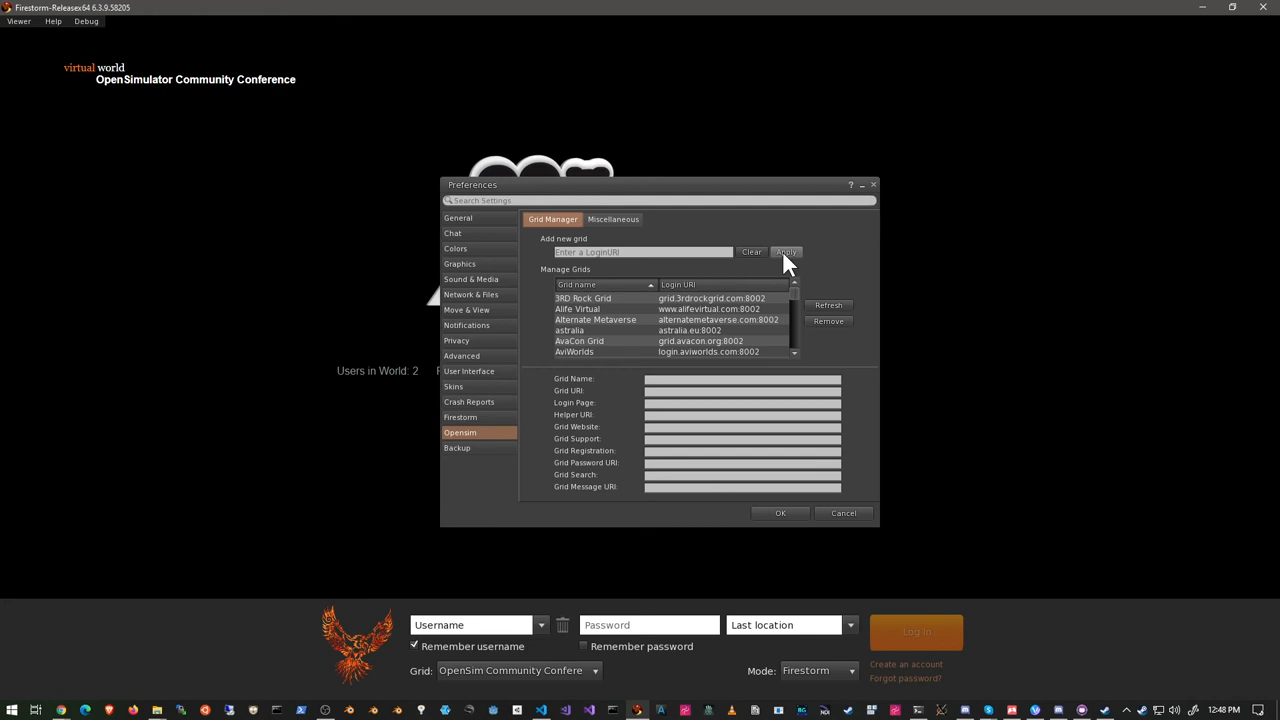 Firestorm-Releasex64 6.3.9.58205
Viewer Help Debug
virtual world
OpenSimulator Community Conference
Preferences
?
Search Settings
General
Chat
Colors
Graphics
Sound & Media
Network & Files
Move & View
Notifications
Privacy
Advanced
User Interface
Skins
Crash Reports
Firestorm
Opensim
Backup
Grid Manager Miscellaneous
Add new grid
Enter a LoginURI Clear Apply
Manage Grids
Grid name Login URI
3RD Rock Grid grid.3rdrockgrid.com:8002
Alife Virtual www.alifevirtual.com:8002
Alternate Metaverse alternatemetaverse.com:8002
astralia astralia.eu:8002
AvaCon Grid grid.avacon.org:8002
AviWorlds login.aviworlds.com:8002
Refresh
Remove
Grid Name:
Grid URI:
Login Page:
Helper URI:
Grid Website:
Grid Support:
Grid Registration:
Grid Password URI:
Grid Search:
Grid Message URI:
OK Cancel
Users in World: 2
Username Password Last location Log In
Remember username Remember password
Create an account
Grid: OpenSim Community Confere Mode: Firestorm
Forgot password?
12:48 PM